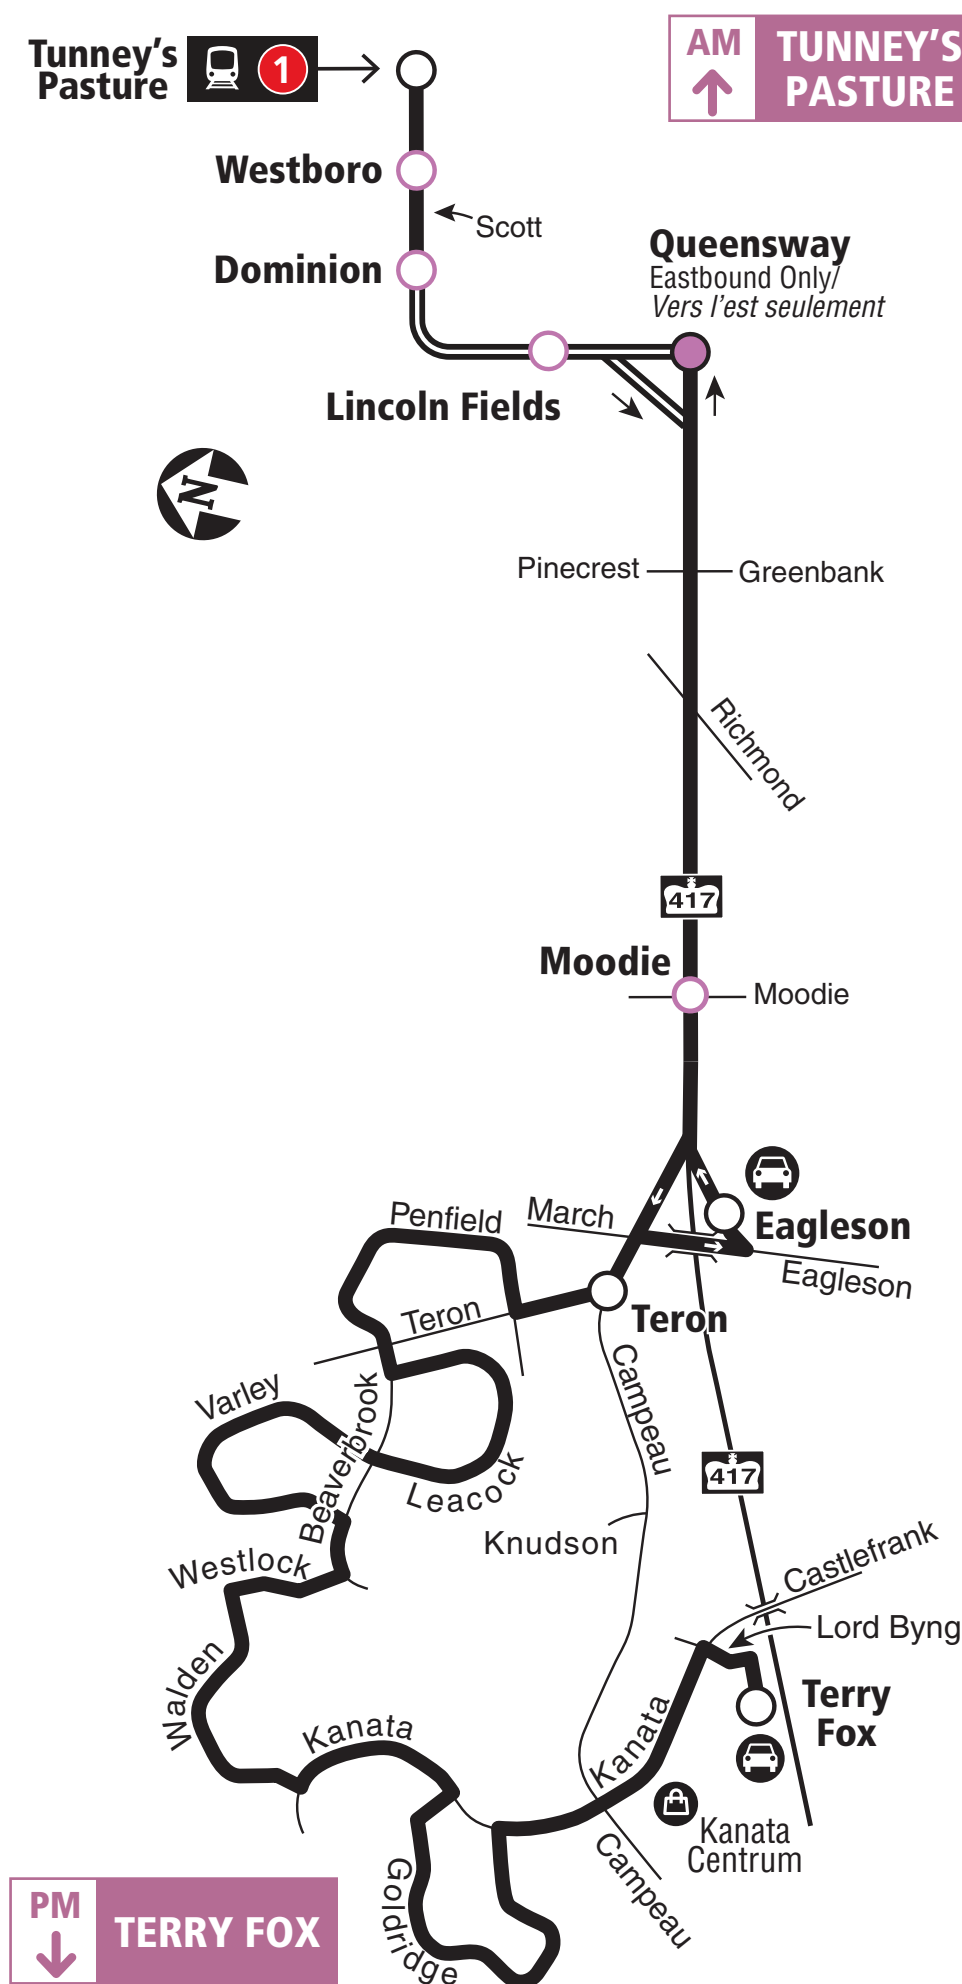 Tunney's
Pasture
1
AM
TUNNEY'S
PASTURE
Westboro
Scott
Dominion
Queensway
Eastbound Only/
Vers l'est seulement
Lincoln Fields
N
Pinecrest
Greenbank
Richmond
417
Moodie
Moodie
Penfield
March
Eagleson
Eagleson
Teron
Teron
Campeau
Varley
Beaverbrook
Leacock
417
Knudson
Westlock
Castlefrank
Lord Byng
Walden
Kanata
Kanata
Terry
Fox
Kanata
Centrum
Campeau
Goldridge
PM
TERRY FOX